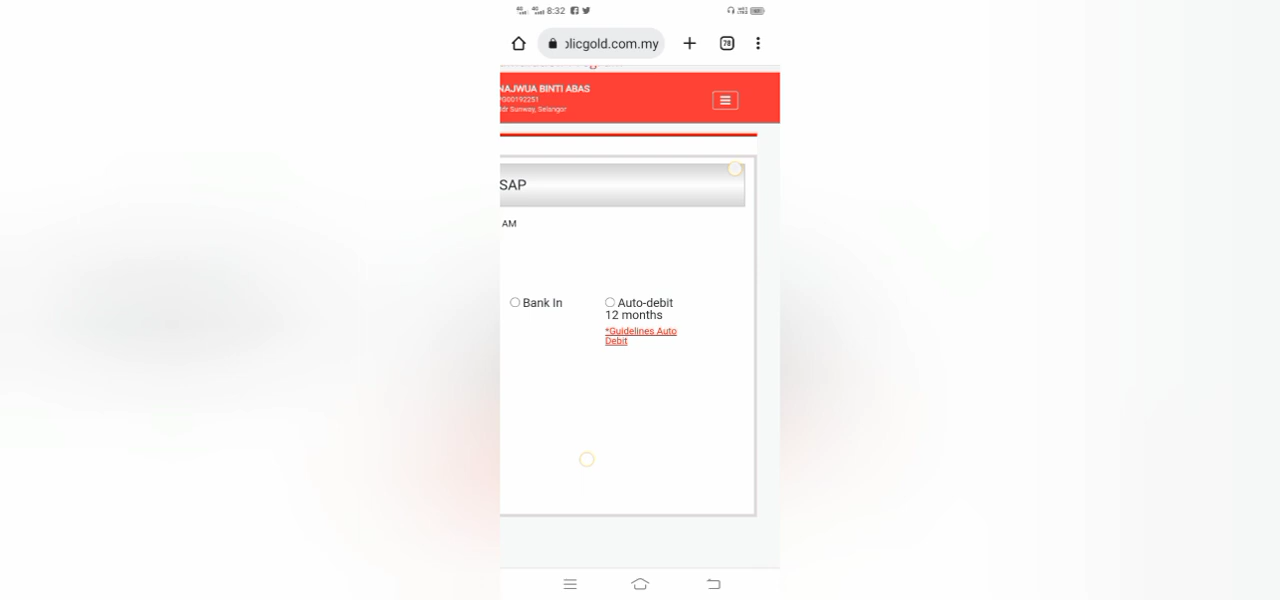 8:32
olicgold.com.my
78
NAJWUA BINTI ABAS
PG00192251
dr Sunway, Selangor
SAP
AM
Bank In
Auto-debit
12 months
*Guidelines Auto
Debit